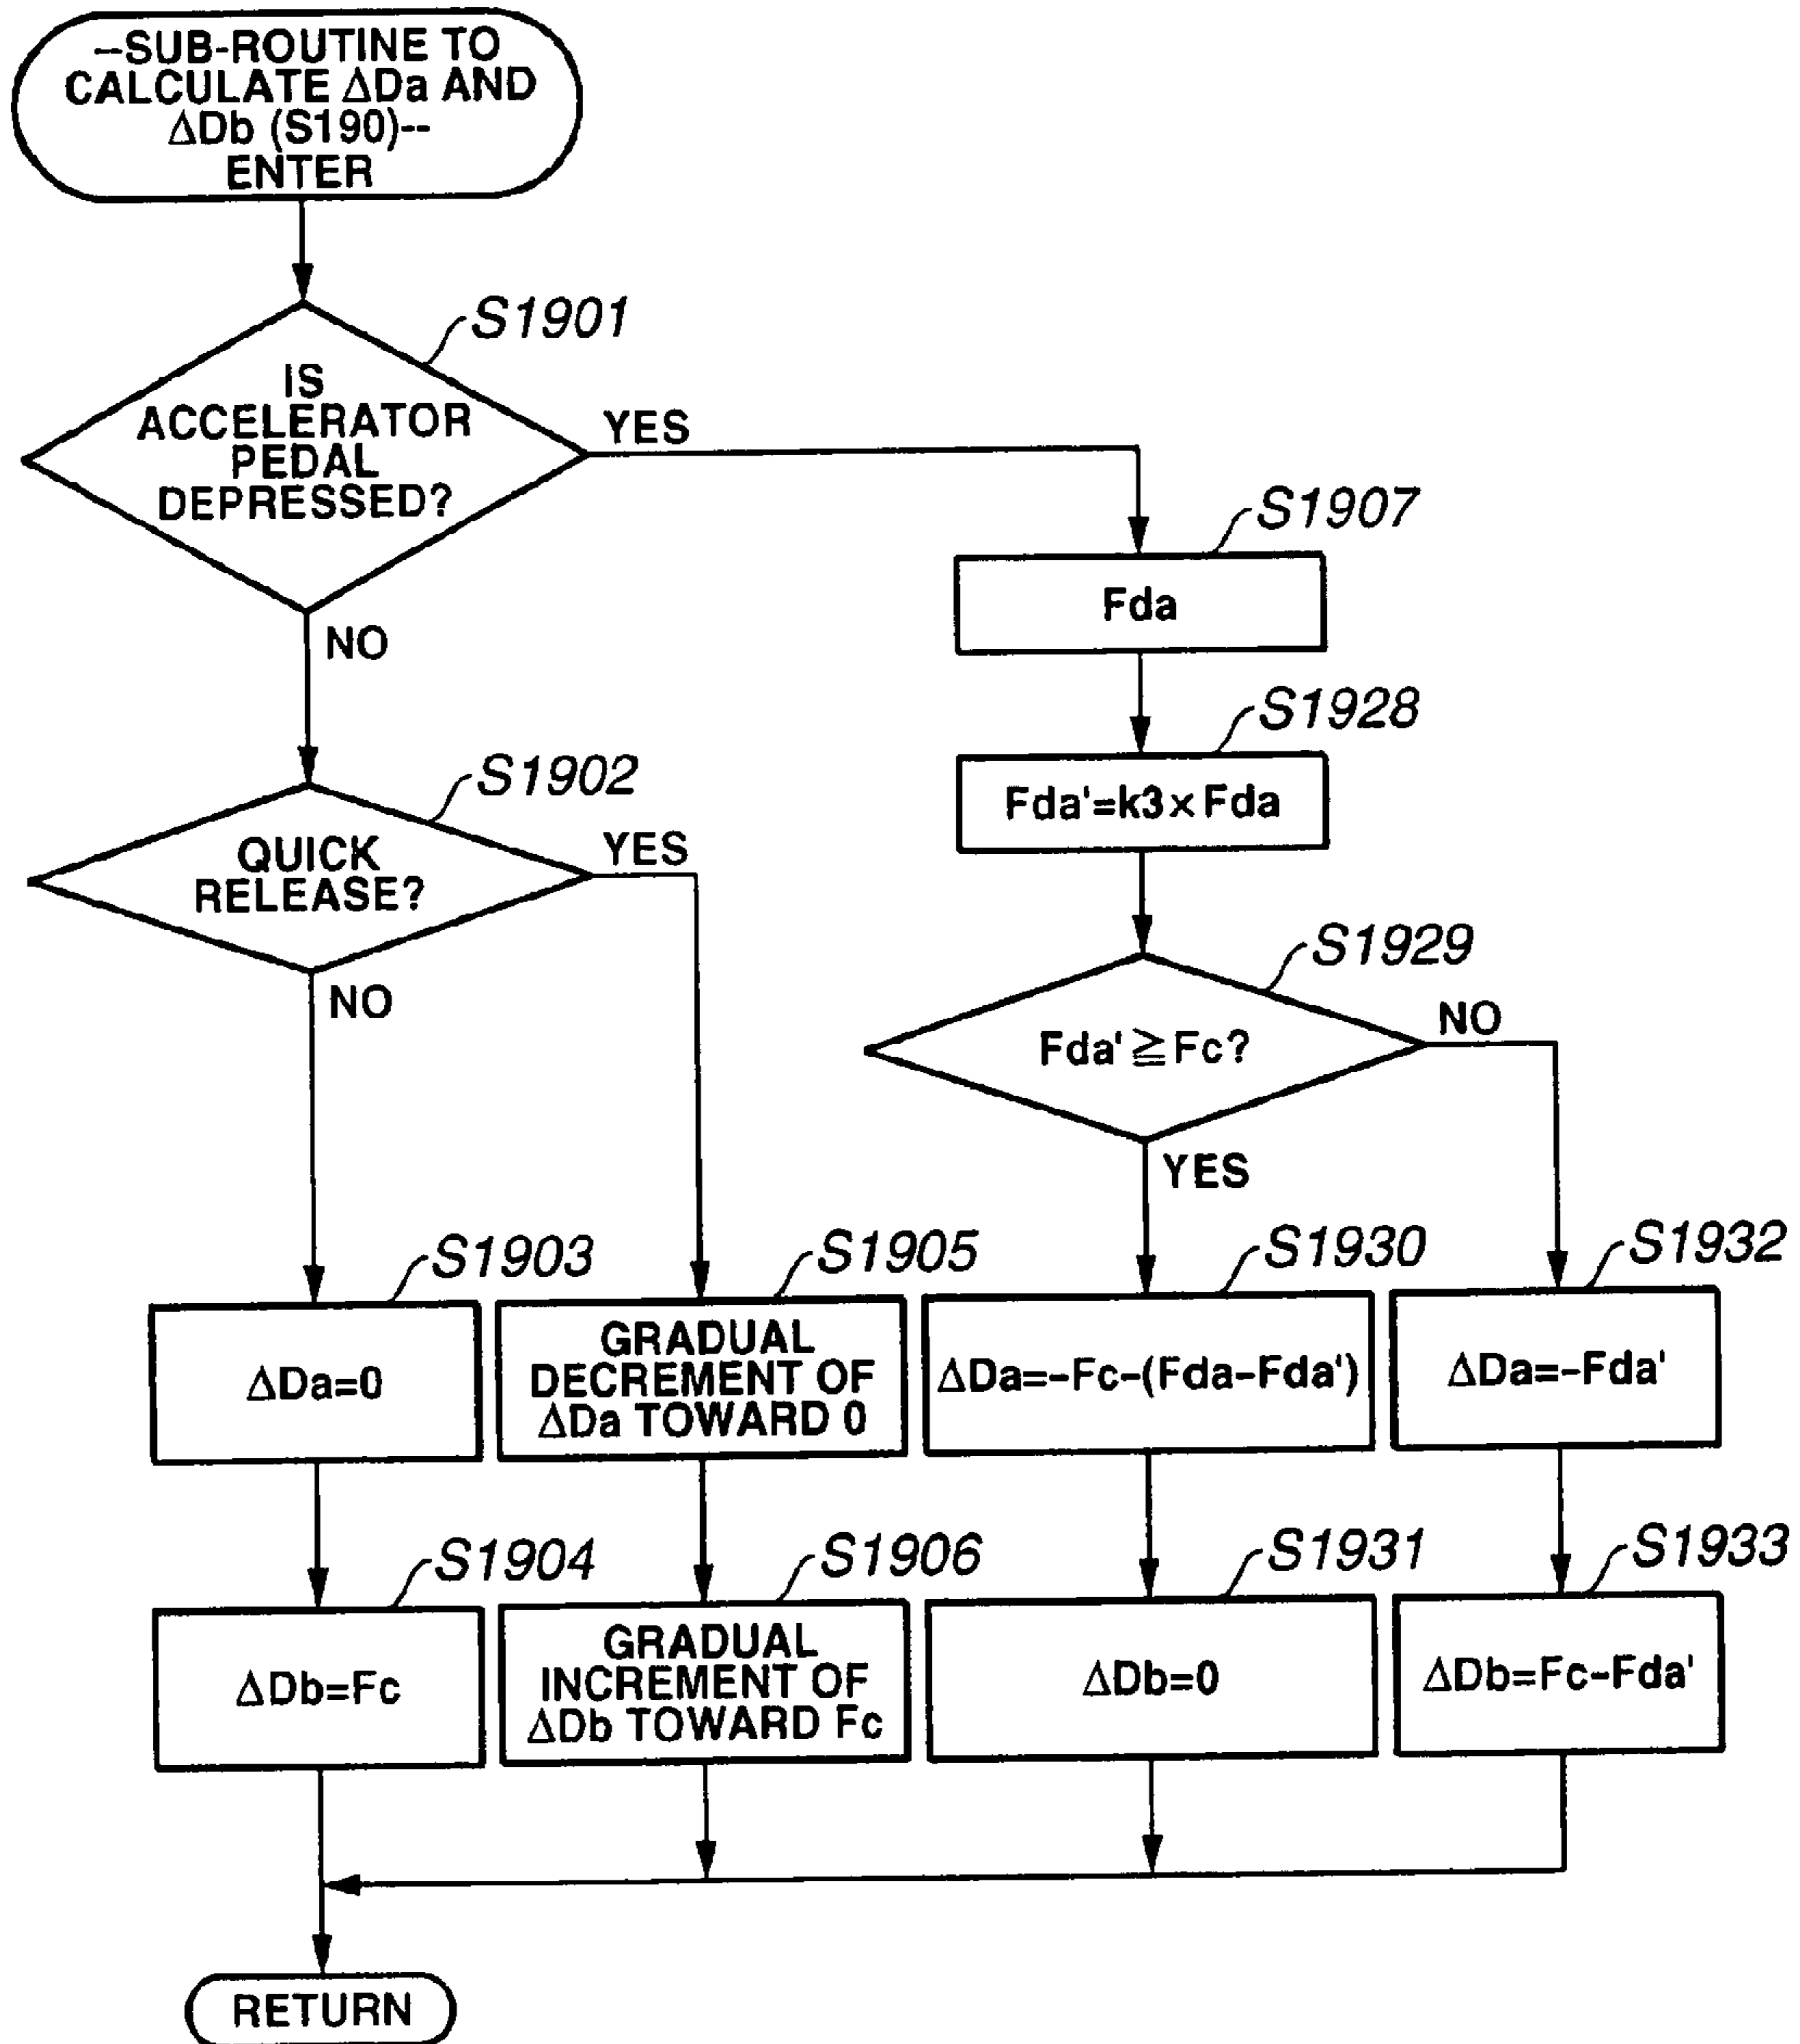 –SUB-ROUTINE TO
CALCULATE ΔDa AND
ΔDb (S190)--
ENTER
S1901
IS
ACCELERATOR
PEDAL
DEPRESSED?
YES
NO
S1907
Fda
S1928
Fda'=k3×Fda
S1902
QUICK
RELEASE?
YES
NO
S1929
Fda'≧Fc?
NO
YES
S1903
ΔDa=0
S1905
GRADUAL
DECREMENT OF
ΔDa TOWARD 0
S1930
ΔDa=-Fc-(Fda-Fda')
S1932
ΔDa=-Fda'
S1904
ΔDb=Fc
S1906
GRADUAL
INCREMENT OF
ΔDb TOWARD Fc
S1931
ΔDb=0
S1933
ΔDb=Fc-Fda'
RETURN